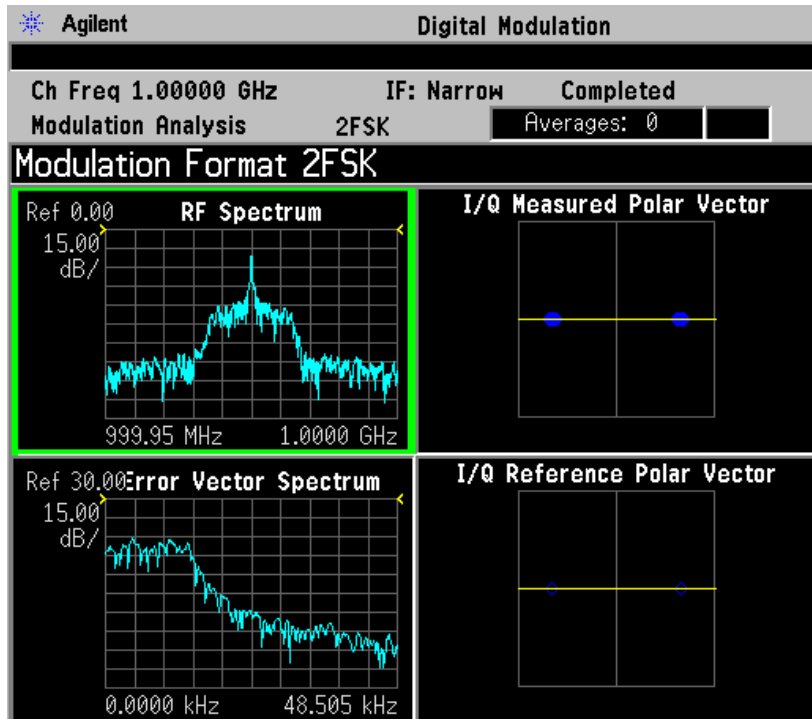 Agilent Digital Modulation
Ch Freq 1.00000 GHz IF: Narrow Completed
Modulation Analysis 2FSK Averages: 0
Modulation Format 2FSK
Ref 0.00 RF Spectrum
15.00
dB/
999.95 MHz 1.0000 GHz
I/Q Measured Polar Vector
Ref 30.00 Error Vector Spectrum
15.00
dB/
0.0000 kHz 48.505 kHz
I/Q Reference Polar Vector